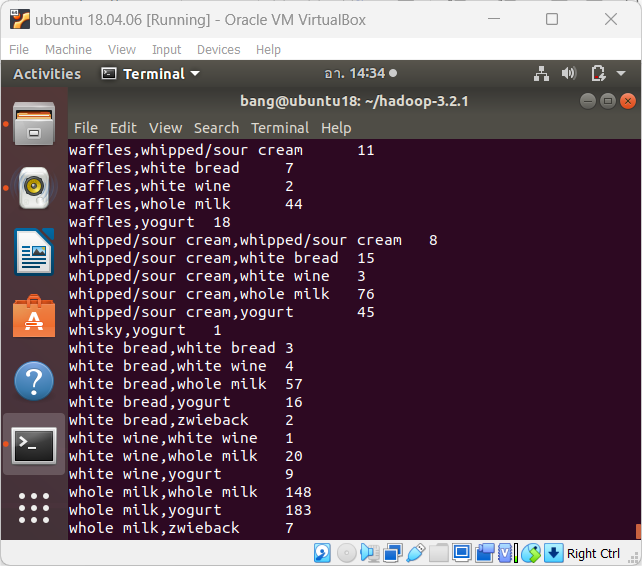 ubuntu 18.04.06 [Running] - Oracle VM VirtualBox
File Machine View Input Devices Help
Activities Terminal อา. 14:34
bang@ubuntu18: ~/hadoop-3.2.1
File Edit View Search Terminal Help
waffles,whipped/sour cream 11
waffles,white bread 7
waffles,white wine 2
waffles,whole milk 44
waffles,yogurt 18
whipped/sour cream,whipped/sour cream 8
whipped/sour cream,white bread 15
whipped/sour cream,white wine 3
whipped/sour cream,whole milk 76
whipped/sour cream,yogurt 45
whisky,yogurt 1
white bread,white bread 3
white bread,white wine 4
white bread,whole milk 57
white bread,yogurt 16
white bread,zwieback 2
white wine,white wine 1
white wine,whole milk 20
white wine,yogurt 9
whole milk,whole milk 148
whole milk,yogurt 183
whole milk,zwieback 7
Right Ctrl